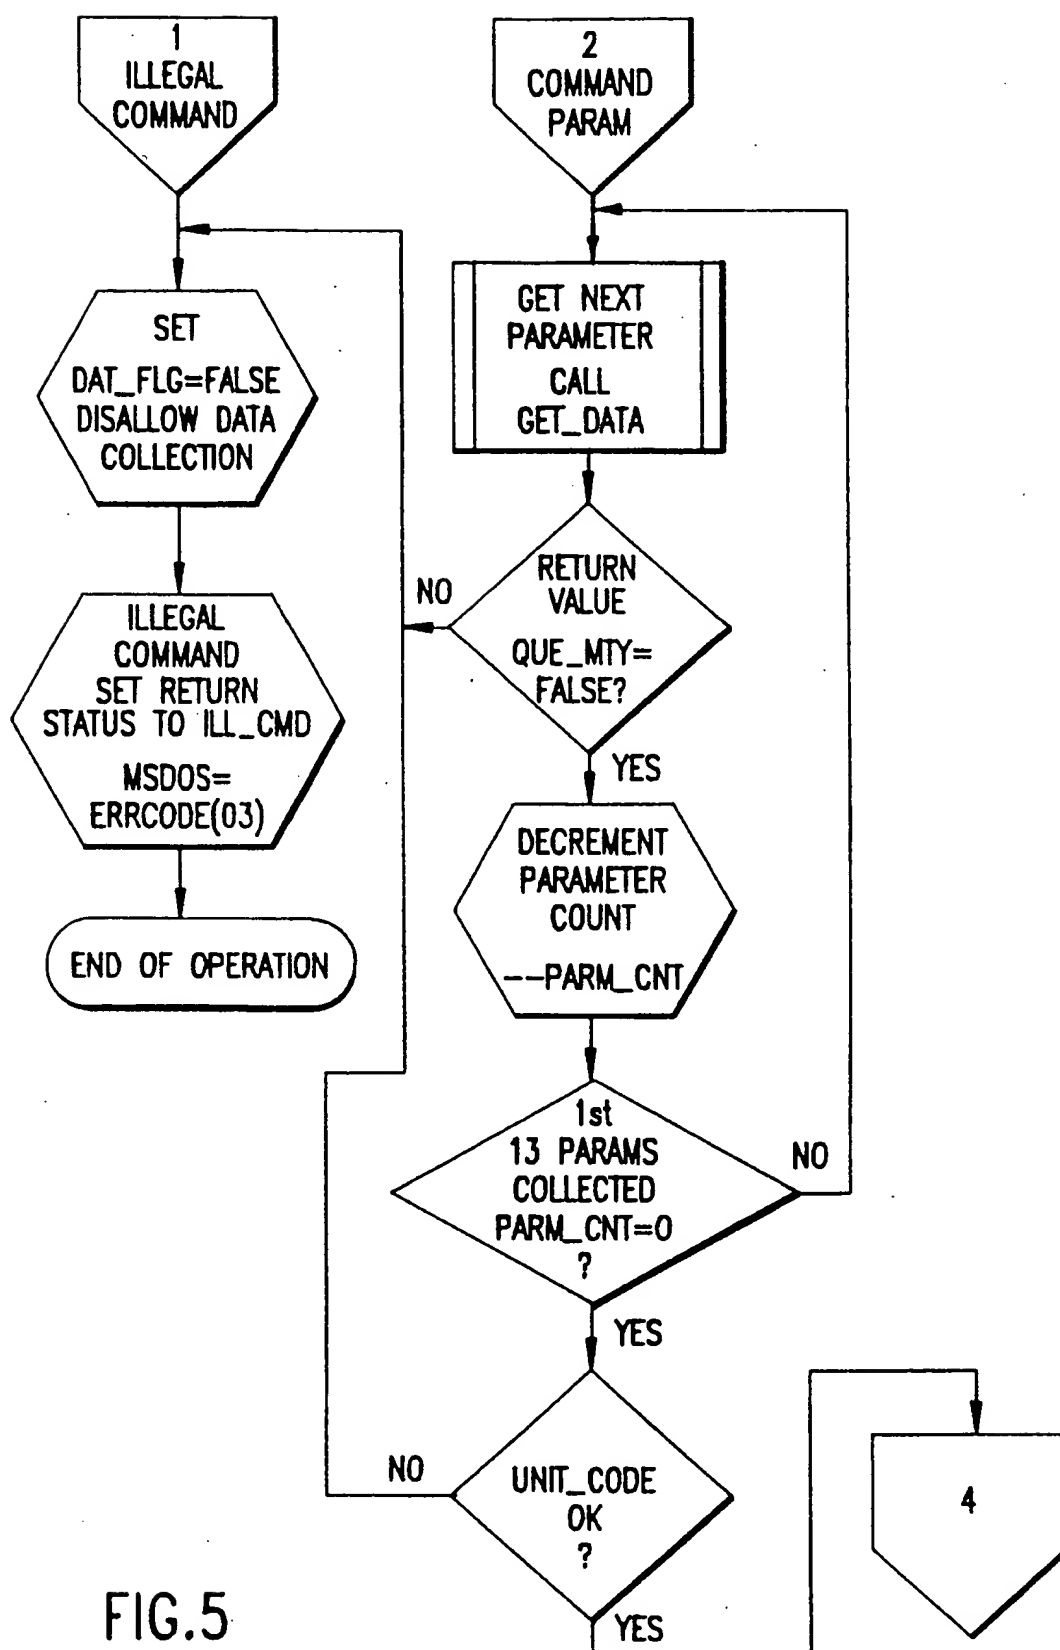 1
ILLEGAL
COMMAND
SET
DAT_FLG=FALSE
DISALLOW DATA
COLLECTION
ILLEGAL
COMMAND
SET RETURN
STATUS TO ILL_CMD
MSDOS=
ERRCODE(03)
END OF OPERATION
2
COMMAND
PARAM
GET NEXT
PARAMETER
CALL
GET_DATA
RETURN
VALUE
QUE_MTY=
FALSE?
NO
YES
DECREMENT
PARAMETER
COUNT
--PARM_CNT
1st
13 PARAMS
COLLECTED
PARM_CNT=0
?
NO
YES
UNIT_CODE
OK
?
NO
YES
4
FIG.5